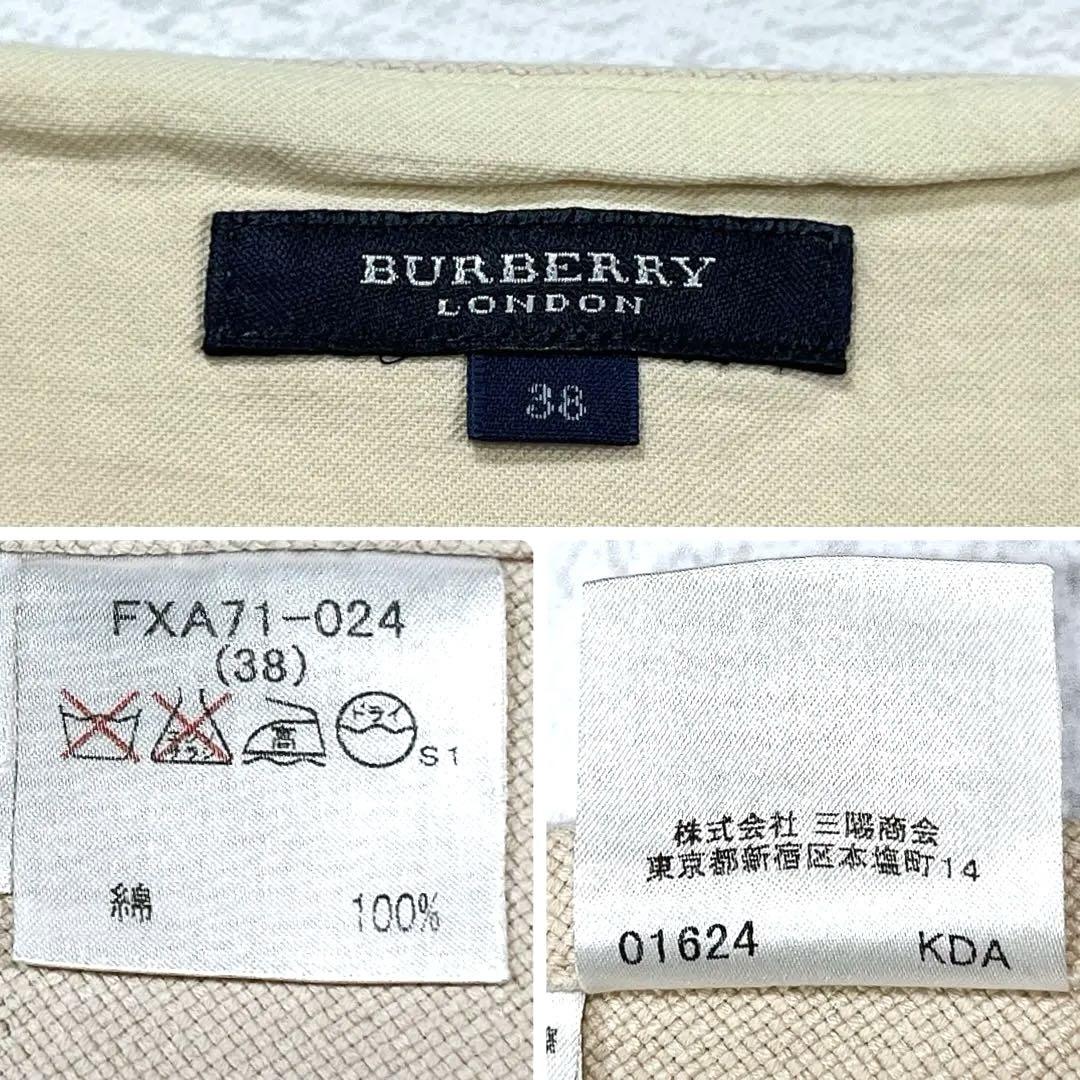 BURBERRY
LONDON
38
FXA71-024
(38)
高
ドライ
S1
綿 100%
株式会社 三陽商会
東京都新宿区本塩町14
01624 KDA